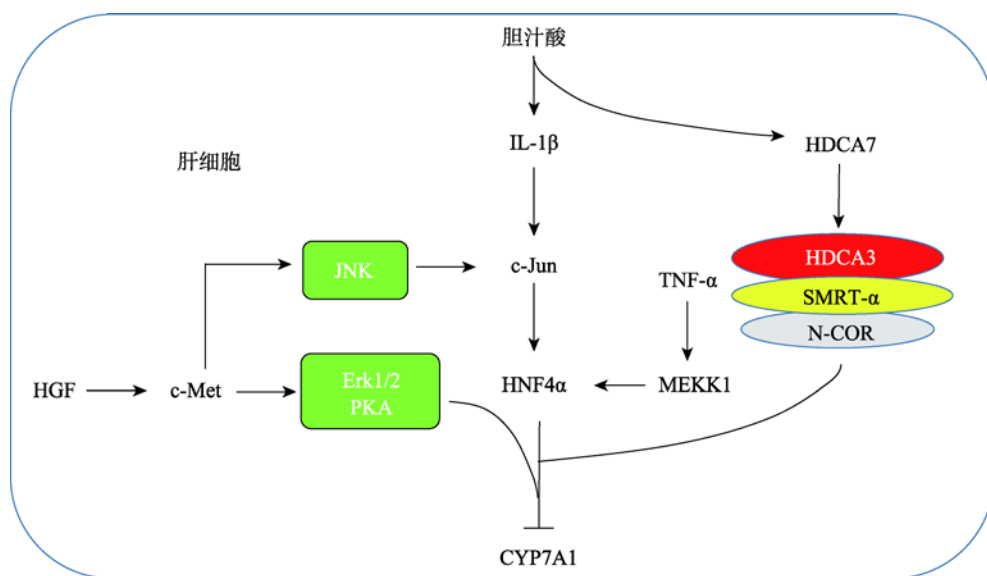 胆汁酸
IL-1β
HDCA7
肝细胞
JNK
c-Jun
HDCA3
TNF-α
SMRT-α
N-COR
HGF
c-Met
Erk1/2
PKA
HNF4α
MEKK1
CYP7A1